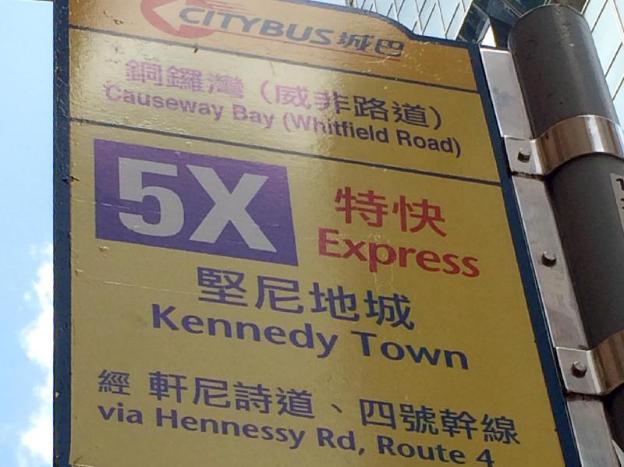 CITYBUS 城巴
銅鑼灣 (威非路道)
Causeway Bay (Whitfield Road)
5X 特快
Express
堅尼地城
Kennedy Town
經 軒尼詩道、四號幹線
via Hennessy Rd, Route 4